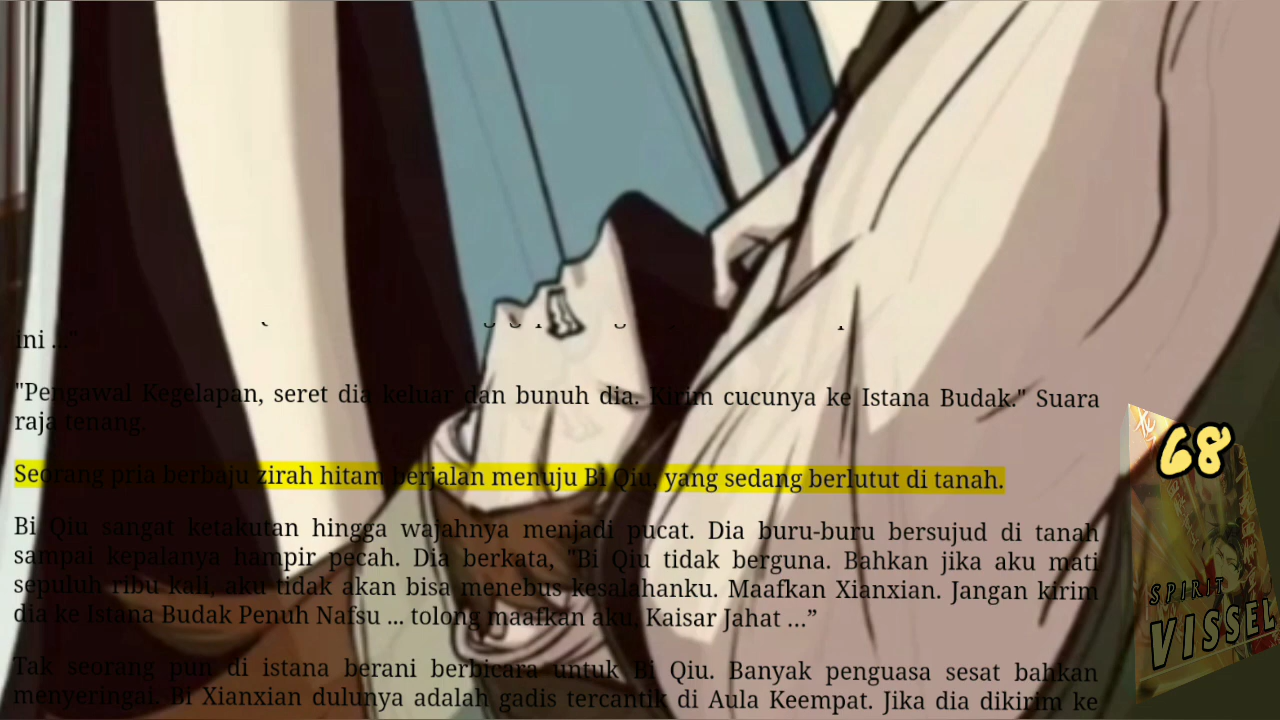 ini ..."
"Pengawal Kegelapan, seret dia keluar dan bunuh dia. Kirim cucunya ke Istana Budak." Suara
raja tenang.
Seorang pria berbaju zirah hitam berjalan menuju Bi Qiu, yang sedang berlutut di tanah.
Bi Qiu sangat ketakutan hingga wajahnya menjadi pucat. Dia buru-buru bersujud di tanah
sampai kepalanya hampir pecah. Dia berkata, "Bi Qiu tidak berguna. Bahkan jika aku mati
sepuluh ribu kali, aku tidak akan bisa menebus kesalahanku. Maafkan Xianxian. Jangan kirim
dia ke Istana Budak Penuh Nafsu ... tolong maafkan aku, Kaisar Jahat ...”
Tak seorang pun di istana berani berbicara untuk Bi Qiu. Banyak penguasa sesat bahkan
menyeringai. Bi Xianxian dulunya adalah gadis tercantik di Aula Keempat. Jika dia dikirim ke
68
SPIRIT
VISSEL